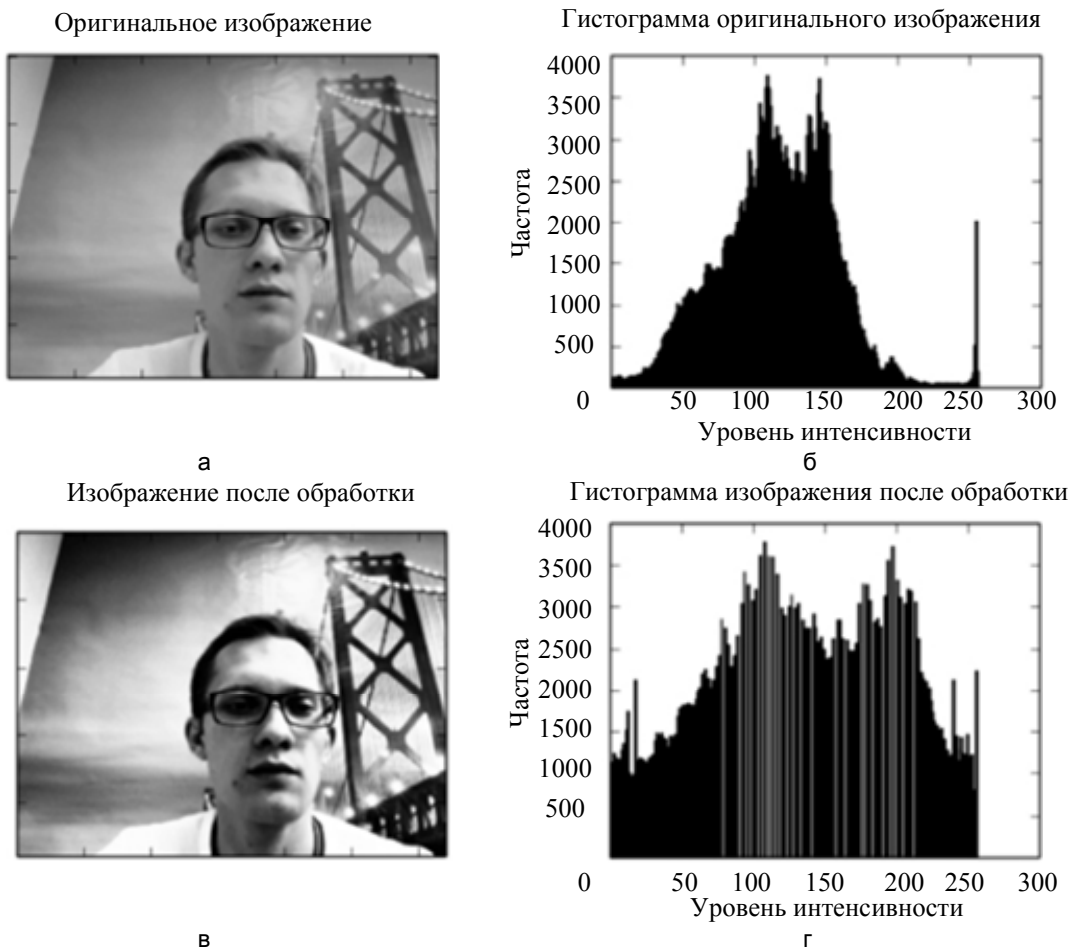 Оригинальное изображение
Гистограмма оригинального изображения
4000
3500
3000
2500
2000
1500
1000
500
Частота
0 50 100 150 200 250 300
Уровень интенсивности
а
б
Изображение после обработки
Гистограмма изображения после обработки
4000
3500
3000
2500
2000
1500
1000
500
Частота
0 50 100 150 200 250 300
Уровень интенсивности
в
г